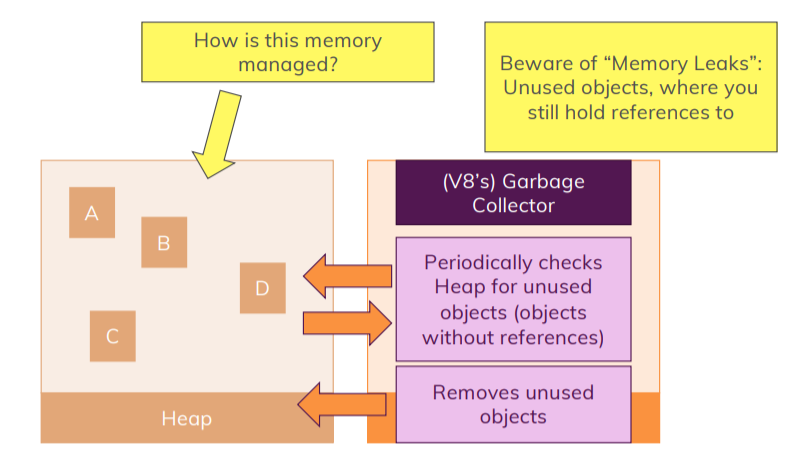 How is this memory
managed?
Beware of “Memory Leaks”:
Unused objects, where you
still hold references to
(V8’s) Garbage
Collector
A
B
D
C
Periodically checks
Heap for unused
objects (objects
without references)
Removes unused
objects
Heap